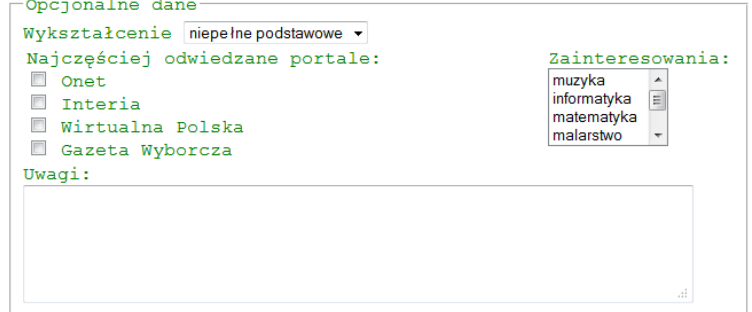 Opcjonalne dane
Wykształcenie niepełne podstawowe
Najczęściej odwiedzane portale:
Onet
Interia
Wirtualna Polska
Gazeta Wyborcza
Zainteresowania:
muzyka
informatyka
matematyka
malarstwo
Uwagi: